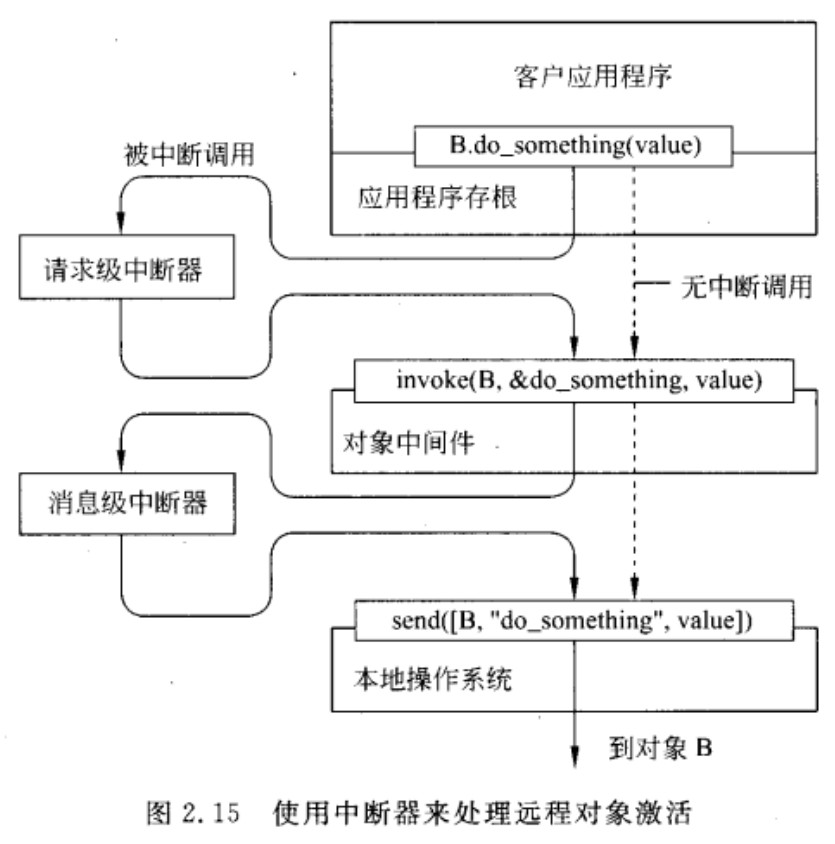 客户应用程序
B.do_something(value)
被中断调用
应用程序存根
请求级中断器
无中断调用
invoke(B, &do_something, value)
对象中间件
消息级中断器
send([B, "do_something", value])
本地操作系统
到对象 B
图 2.15 使用中断器来处理远程对象激活